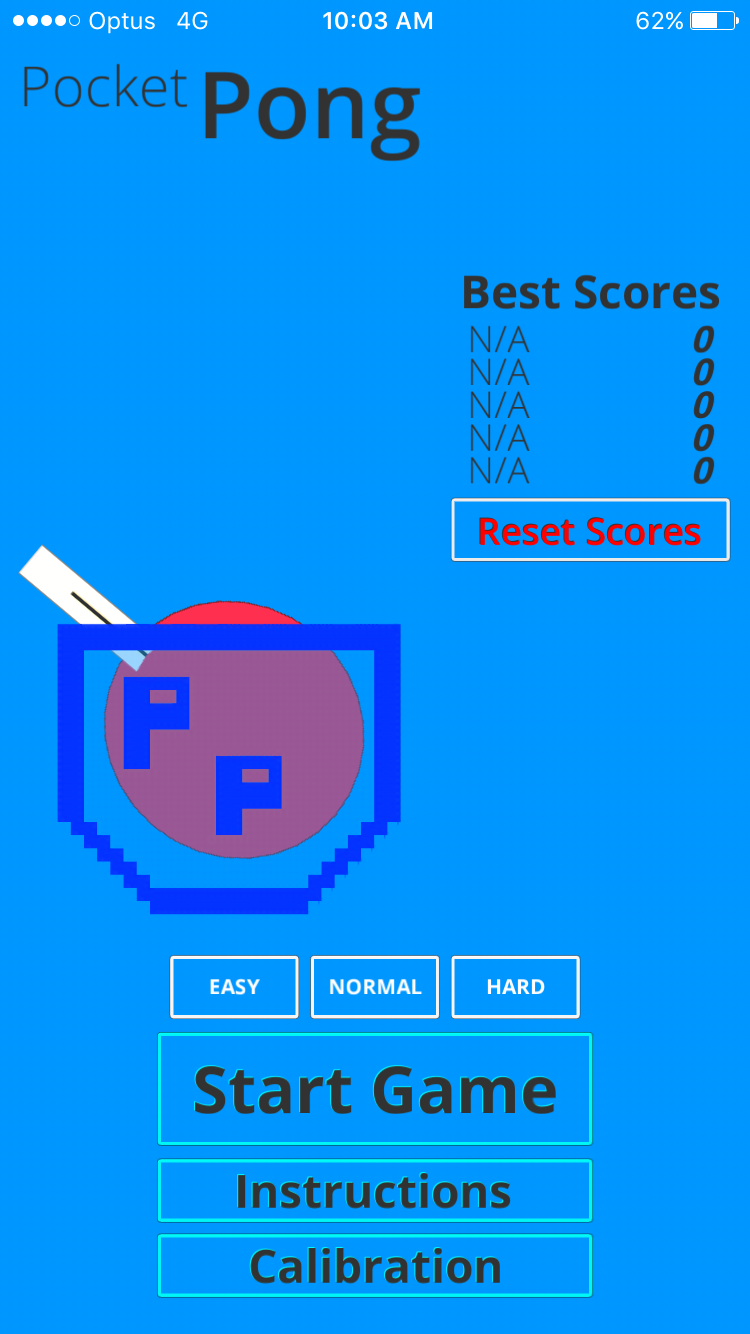 Optus 4G 10:03 AM 62%
Pocket Pong
Best Scores
N/A 0
N/A 0
N/A 0
N/A 0
N/A 0
Reset Scores
P
P
EASY NORMAL HARD
Start Game
Instructions
Calibration